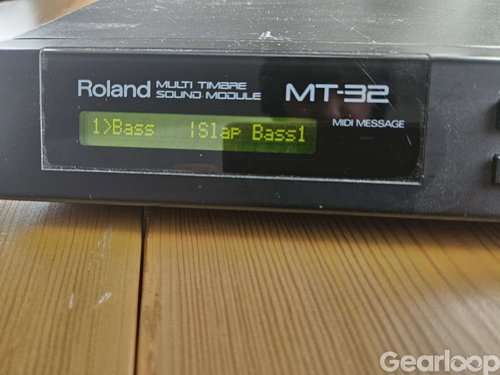 Roland MULTI TIMBRE
SOUND MODULE MT-32
1>Bass |Slap Bass1
MIDI MESSAGE
Gearloop